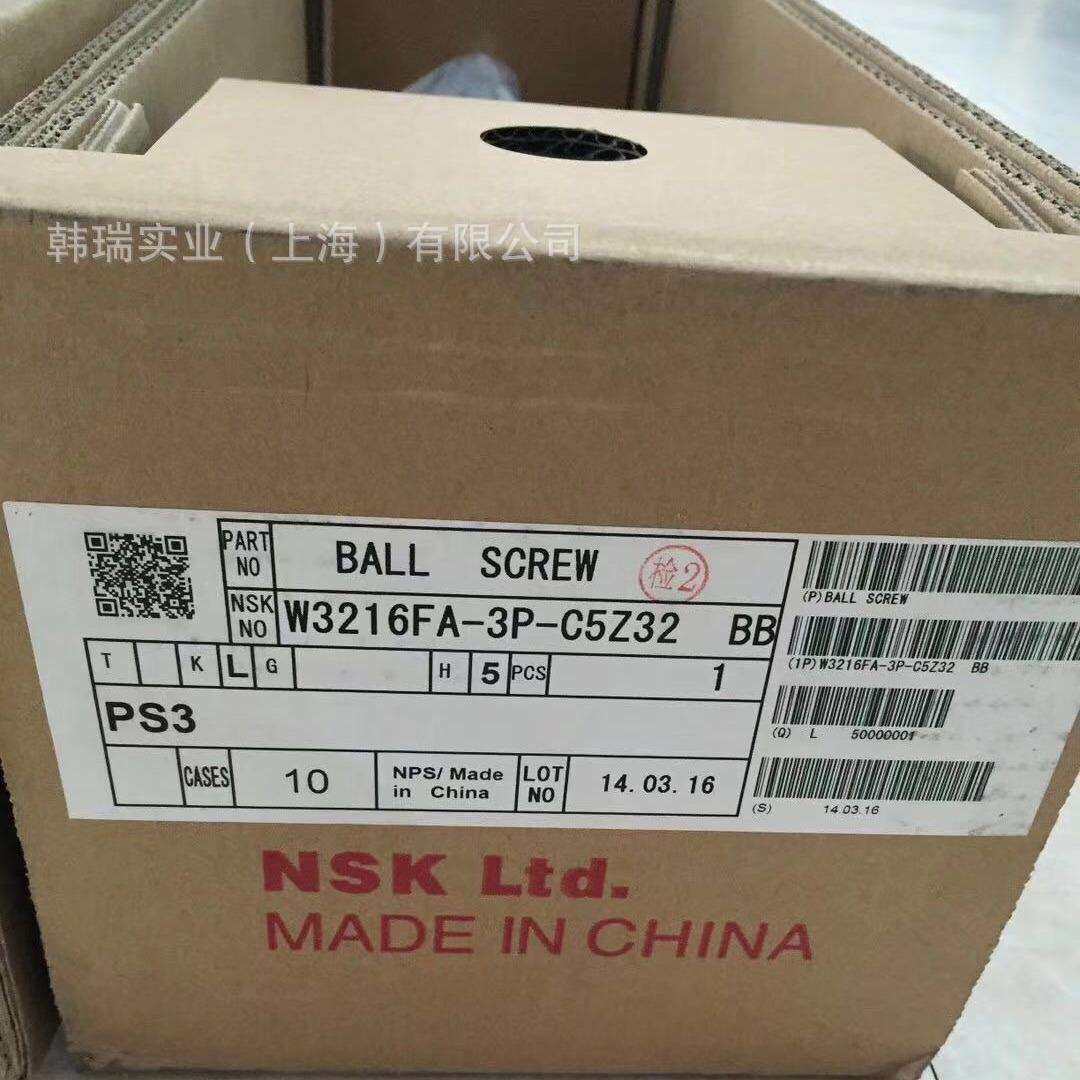 韩瑞实业（上海）有限公司
PART NO BALL SCREW 检2
NSK NO W3216FA-3P-C5Z32 BB
T K L G H 5 PCS 1
PS3
CASES 10 NPS/Made in China LOT NO 14.03.16
(P)BALL SCREW
(1P)W3216FA-3P-C5Z32 BB
(Q) L 50000001
(S) 14.03.16
NSK Ltd.
MADE IN CHINA